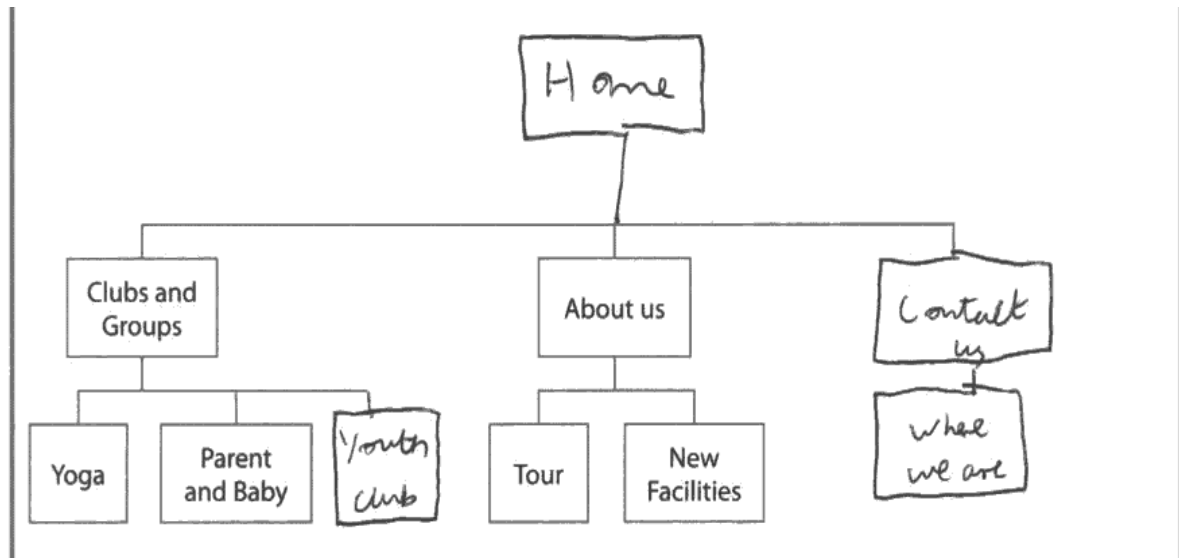 Home
Clubs and
Groups
About us
Contact
us
Yoga
Parent
and Baby
Youth
club
Tour
New
Facilities
where
we are